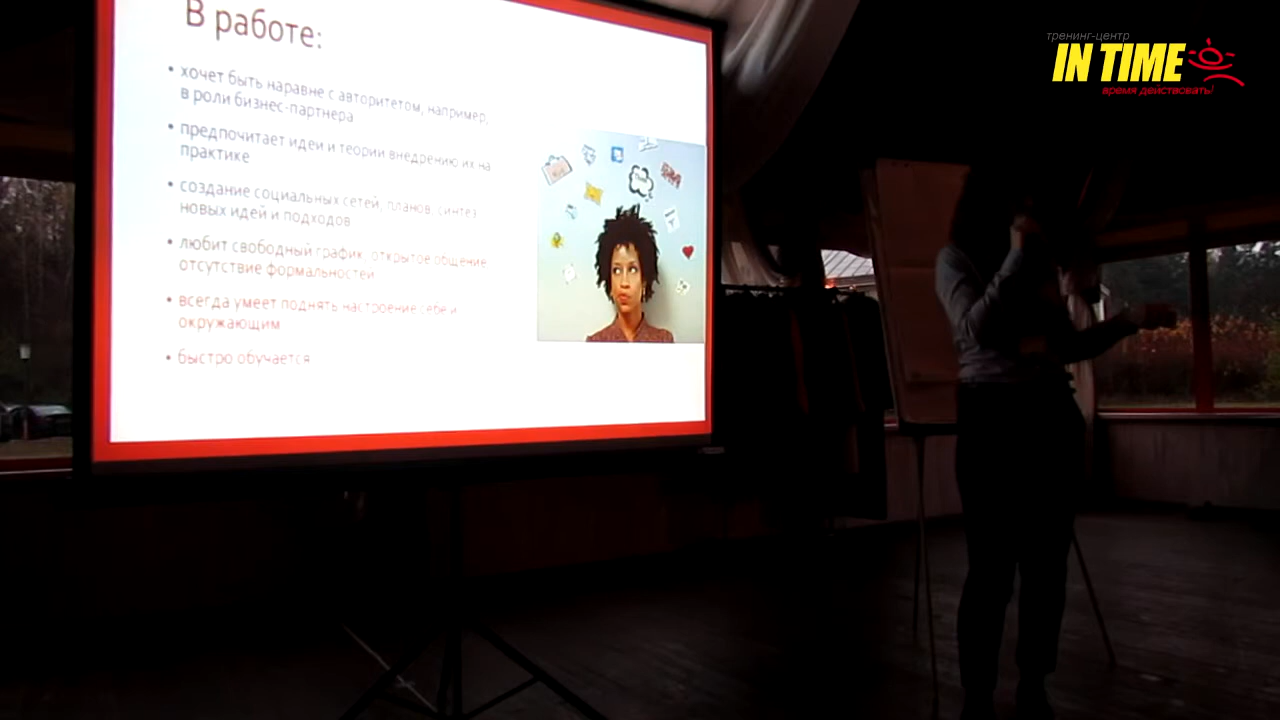 В работе:
• хочет быть наравне с авторитетом, например,
в роли бизнес-партнера
• предпочитает идеи и теории внедрению их на
практике
• создание социальных сетей, планов, синтез
новых идей и подходов
• любит свободный график, открытое общение,
отсутствие формальностей
• всегда умеет поднять настроение себе и
окружающим
• быстро обучается
тренинг-центр
IN TIME
время действовать!